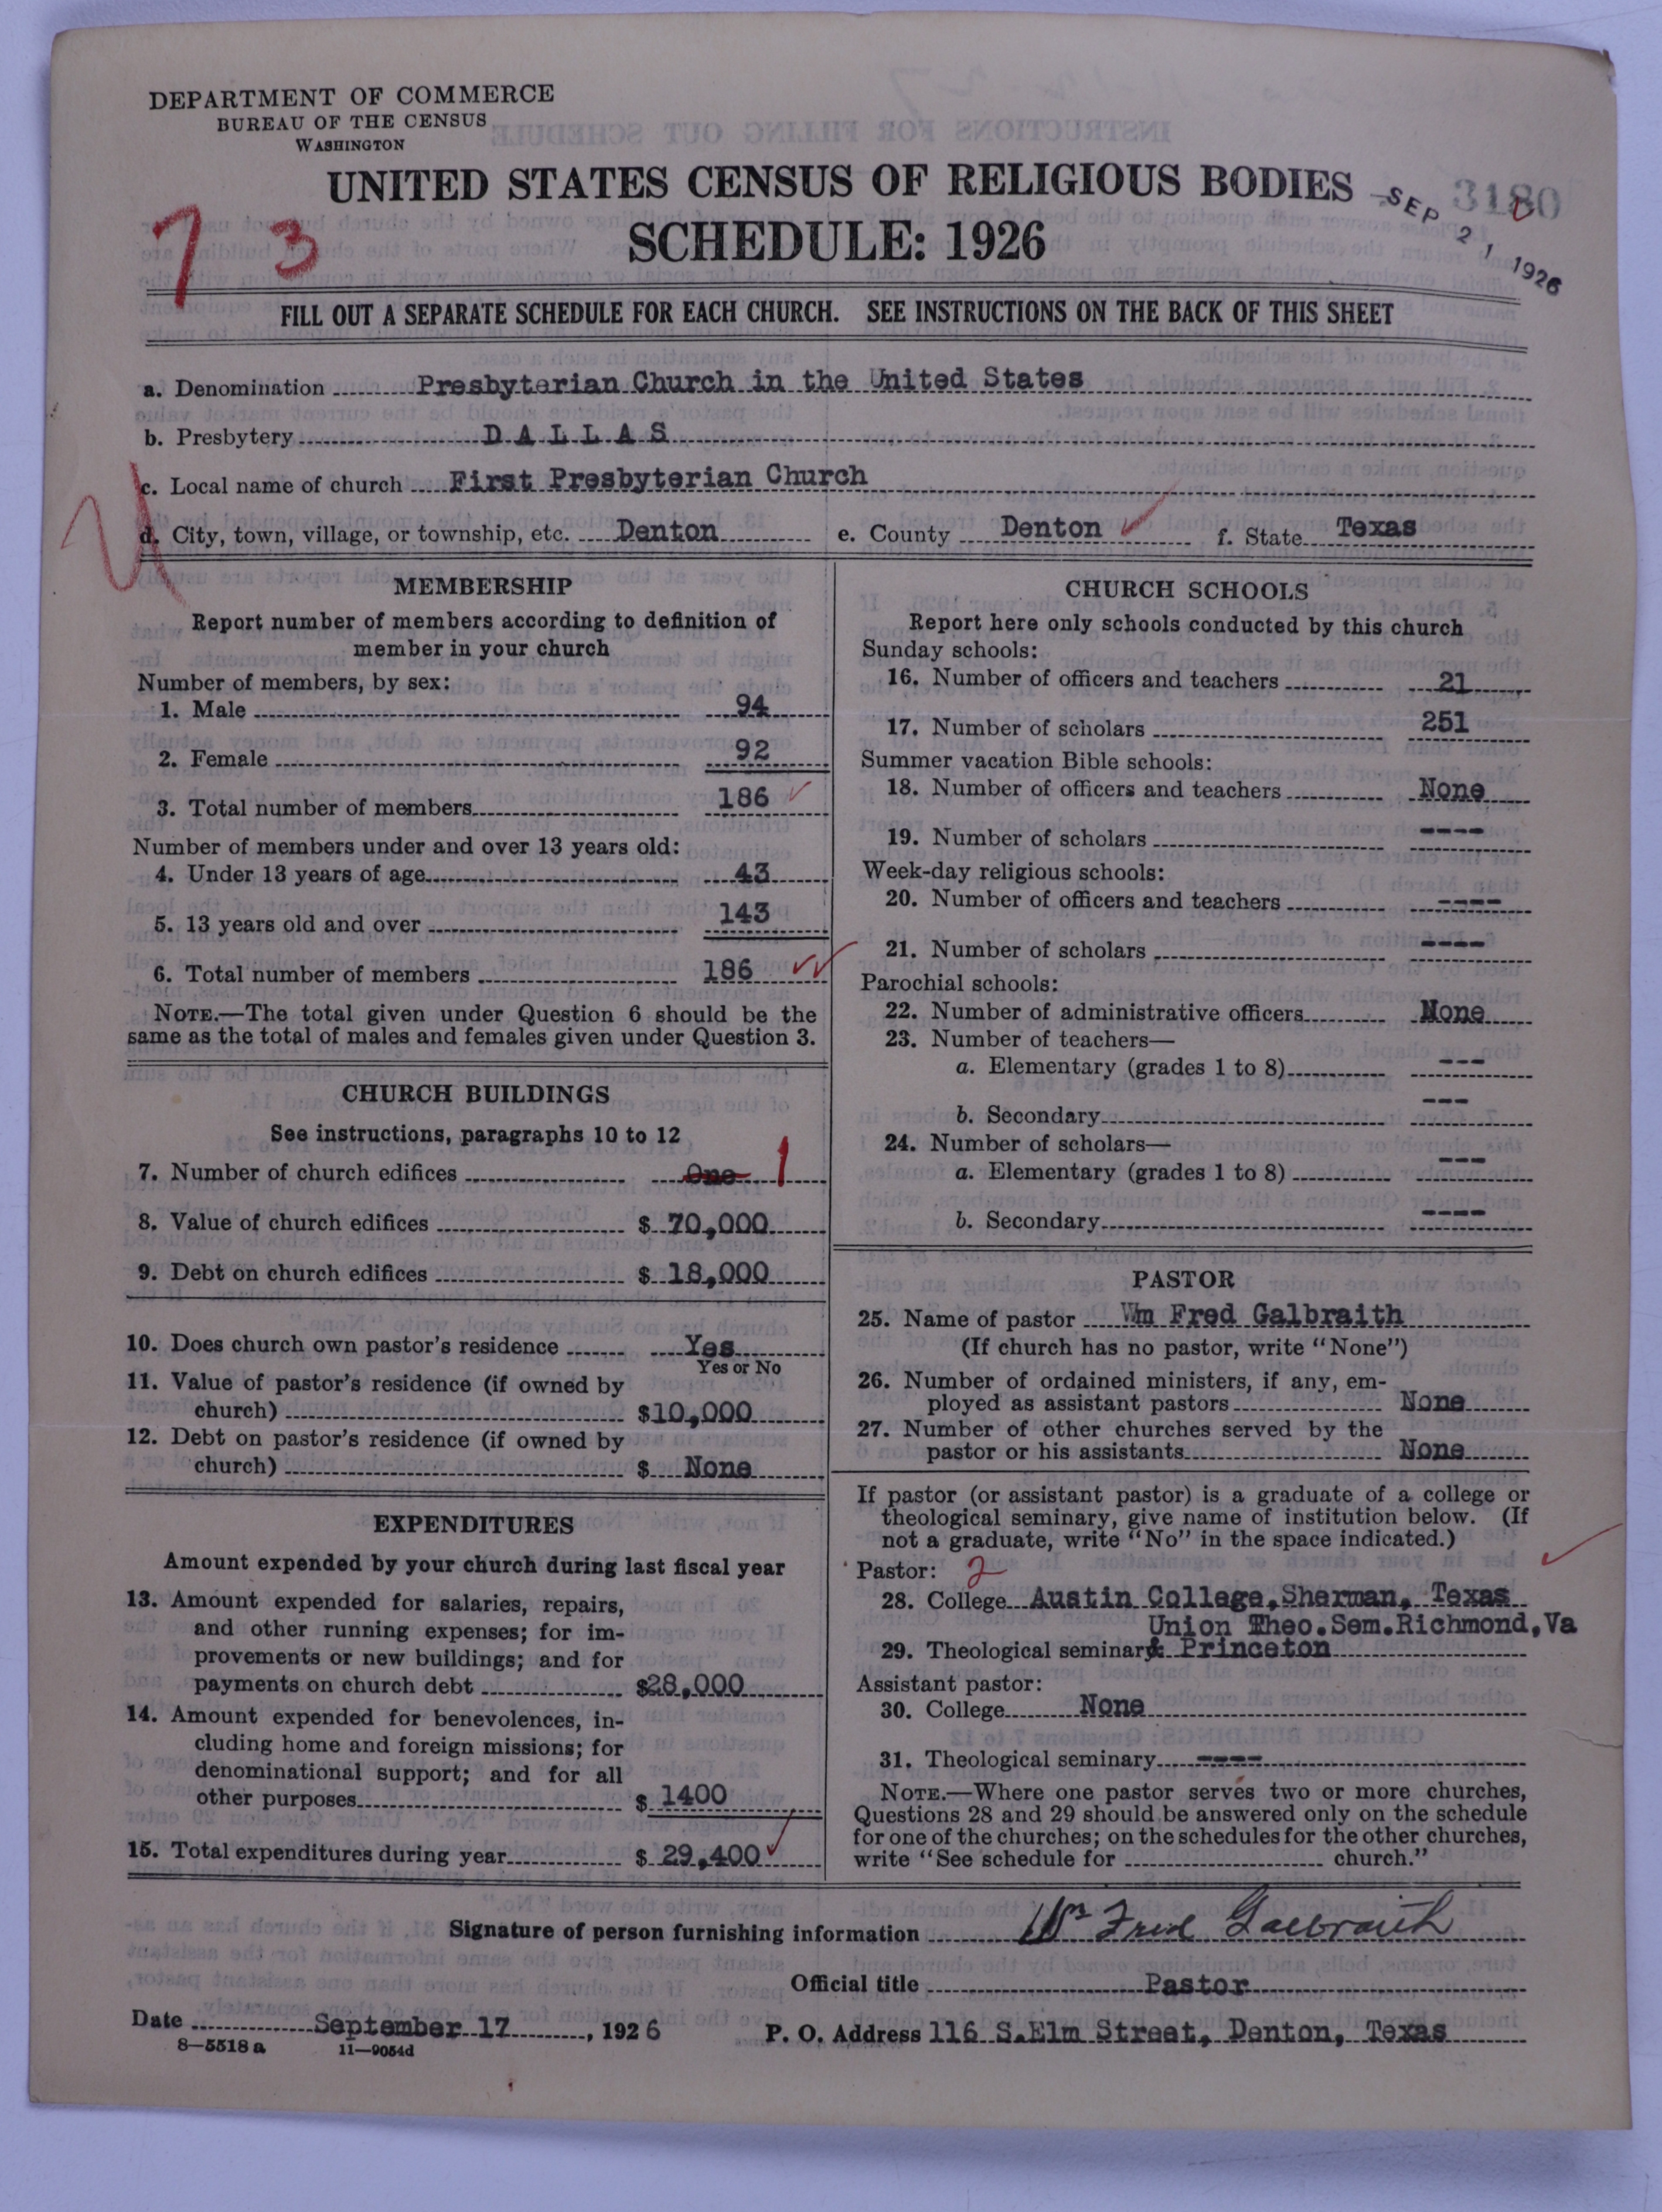 DEPARTMENT OF COMMERCE
BUREAU OF THE CENSUS
WASHINGTON
UNITED STATES CENSUS OF RELIGIOUS BODIES
SCHEDULE: 1926
3180
SEP 21 1926
7 3
FILL OUT A SEPARATE SCHEDULE FOR EACH CHURCH. SEE INSTRUCTIONS ON THE BACK OF THIS SHEET
a. Denomination Presbyterian Church in the United States
b. Presbytery DALLAS
c. Local name of church First Presbyterian Church
d. City, town, village, or township, etc. Denton e. County Denton f. State Texas
MEMBERSHIP
Report number of members according to definition of
member in your church
Number of members, by sex:
1. Male 94
2. Female 92
3. Total number of members 186
Number of members under and over 13 years old:
4. Under 13 years of age 43
5. 13 years old and over 143
6. Total number of members 186
NOTE.—The total given under Question 6 should be the
same as the total of males and females given under Question 3.
CHURCH BUILDINGS
See instructions, paragraphs 10 to 12
7. Number of church edifices One 1
8. Value of church edifices $ 70,000
9. Debt on church edifices $ 18,000
10. Does church own pastor's residence Yes
Yes or No
11. Value of pastor's residence (if owned by
church) $10,000
12. Debt on pastor's residence (if owned by
church) $ None
EXPENDITURES
Amount expended by your church during last fiscal year
13. Amount expended for salaries, repairs,
and other running expenses; for im-
provements or new buildings; and for
payments on church debt $28,000
14. Amount expended for benevolences, in-
cluding home and foreign missions; for
denominational support; and for all
other purposes $ 1400
15. Total expenditures during year $ 29,400
CHURCH SCHOOLS
Report here only schools conducted by this church
Sunday schools:
16. Number of officers and teachers 21
17. Number of scholars 251
Summer vacation Bible schools:
18. Number of officers and teachers None
19. Number of scholars ----
Week-day religious schools:
20. Number of officers and teachers ----
21. Number of scholars ----
Parochial schools:
22. Number of administrative officers None
23. Number of teachers—
a. Elementary (grades 1 to 8) ---
b. Secondary ---
24. Number of scholars—
a. Elementary (grades 1 to 8) ---
b. Secondary ----
PASTOR
25. Name of pastor Wm Fred Galbraith
(If church has no pastor, write "None")
26. Number of ordained ministers, if any, em-
ployed as assistant pastors None
27. Number of other churches served by the
pastor or his assistants None
If pastor (or assistant pastor) is a graduate of a college or
theological seminary, give name of institution below. (If
not a graduate, write "No" in the space indicated.)
Pastor: 2
28. College Austin College, Sherman, Texas
Union Theo. Sem. Richmond, Va
29. Theological seminary & Princeton
Assistant pastor:
30. College None
31. Theological seminary ----
NOTE.—Where one pastor serves two or more churches,
Questions 28 and 29 should be answered only on the schedule
for one of the churches; on the schedules for the other churches,
write "See schedule for church."
Signature of person furnishing information Wm Fred Galbraith
Official title Pastor
Date September 17, 1926 P. O. Address 116 S. Elm Street, Denton, Texas
8—5518 a 11—9054d